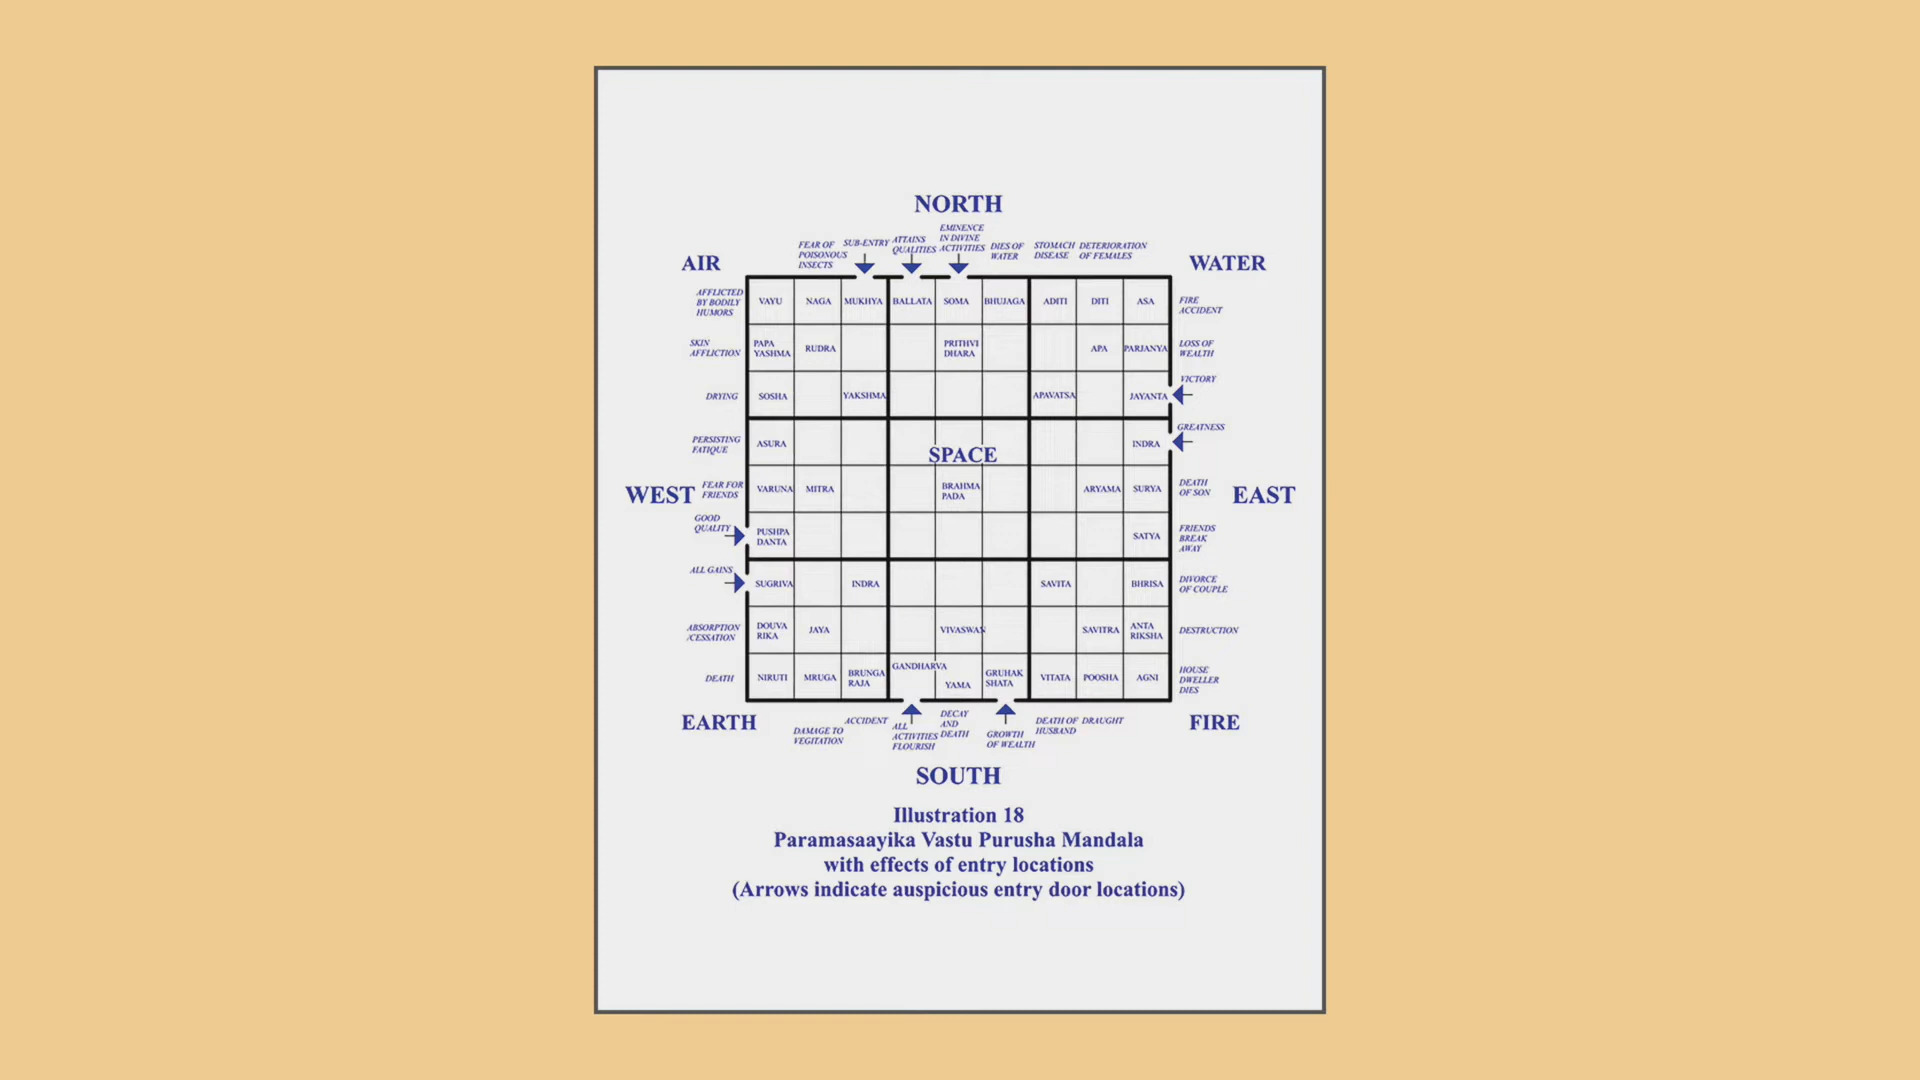 NORTH
EMINENCE
IN DIVINE
ACTIVITIES
FEAR OF
POISONOUS
INSECTS
SUB-ENTRY
ATTAINS
QUALITIES
DIES OF
WATER
STOMACH
DISEASE
DETERIORATION
OF FEMALES
AIR
WATER
AFFLICTED
BY BODILY
HUMORS
VAYU NAGA MUKHYA BALLATA SOMA BHUJAGA ADITI DITI ASA
FIRE
ACCIDENT
SKIN
AFFLICTION
PAPA
YASHMA
RUDRA
PRITHVI
DHARA
APA PARJANYA
LOSS OF
WEALTH
VICTORY
DRYING SOSHA YAKSHMA APAVATSA JAYANTA
GREATNESS
PERSISTING
FATIQUE
ASURA
INDRA
SPACE
WEST
FEAR FOR
FRIENDS
VARUNA MITRA
BRAHMA
PADA
ARYAMA SURYA
DEATH
OF SON
EAST
GOOD
QUALITY
PUSHPA
DANTA
SATYA
FRIENDS
BREAK
AWAY
ALL GAINS
SUGRIVA INDRA SAVITA BHRISA
DIVORCE
OF COUPLE
ABSORPTION
/CESSATION
DOUVA
RIKA
JAYA VIVASWAN SAVITRA
ANTA
RIKSHA
DESTRUCTION
DEATH NIRUTI MRUGA
BRUNGA
RAJA
GANDHARVA
YAMA
GRUHAK
SHATA
VITATA POOSHA AGNI
HOUSE
DWELLER
DIES
EARTH
FIRE
DAMAGE TO
VEGITATION
ACCIDENT
ALL
ACTIVITIES
FLOURISH
DECAY
AND
DEATH
GROWTH
OF WEALTH
DEATH OF
HUSBAND
DRAUGHT
SOUTH
Illustration 18
Paramasaayika Vastu Purusha Mandala
with effects of entry locations
(Arrows indicate auspicious entry door locations)